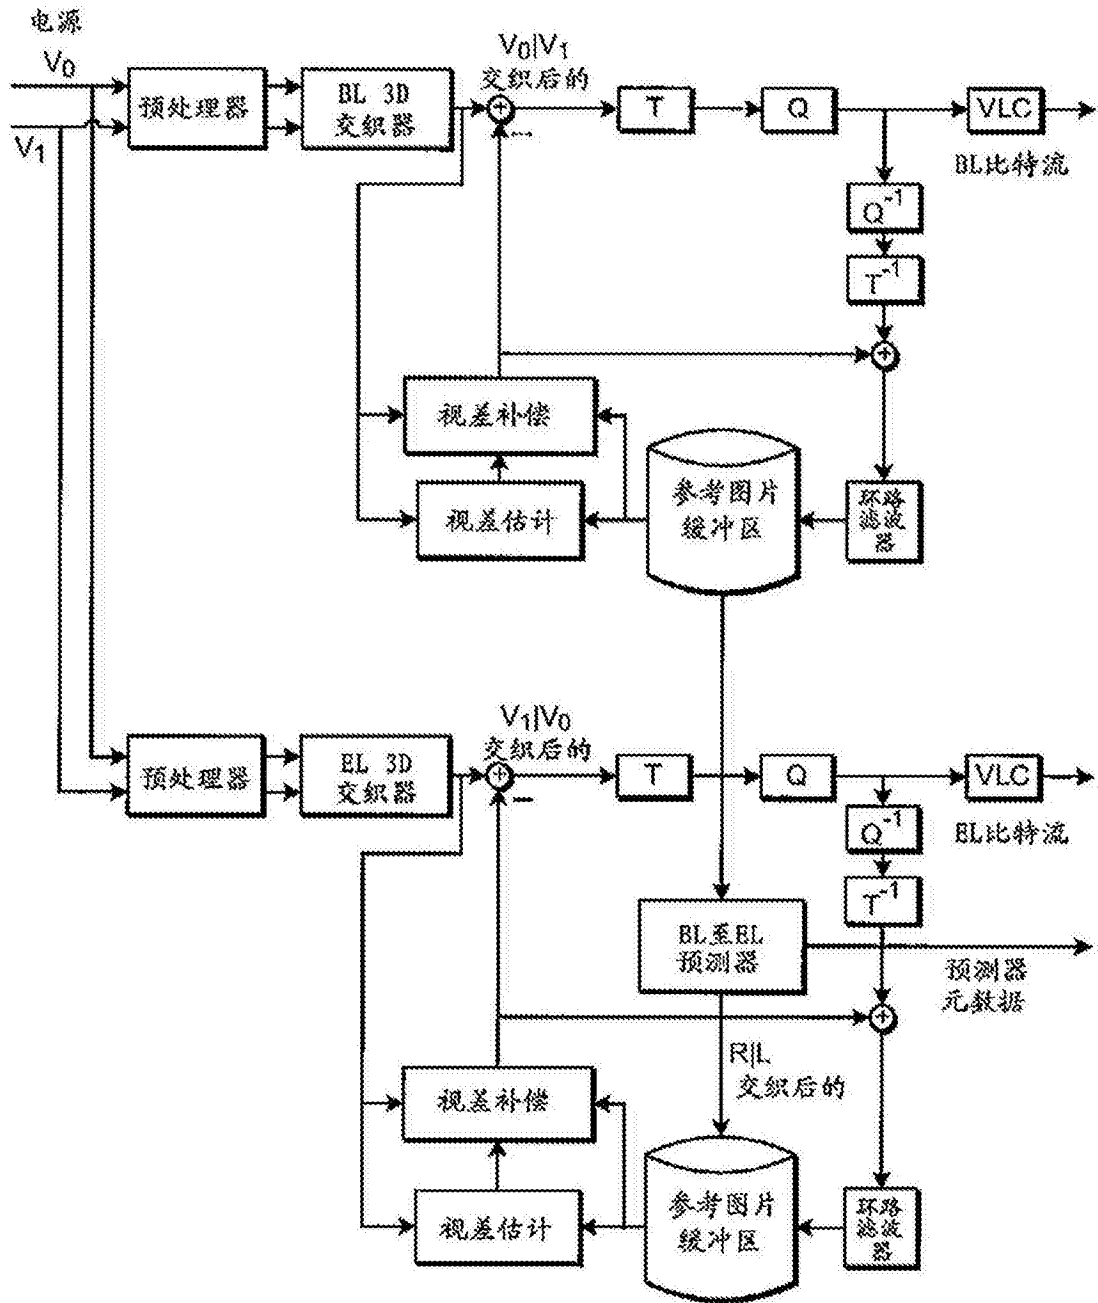 电源
V0
V1
预处理器
BL 3D
交织器
V0|V1
交织后的
T
Q
VLC
BL比特流
Q-1
T-1
视差补偿
视差估计
参考图片
缓冲区
环路
滤波
器
预处理器
EL 3D
交织器
V1|V0
交织后的
T
Q
VLC
EL比特流
Q-1
T-1
BL至EL
预测器
预测器
元数据
R|L
交织后的
视差补偿
视差估计
参考图片
缓冲区
环路
滤波
器